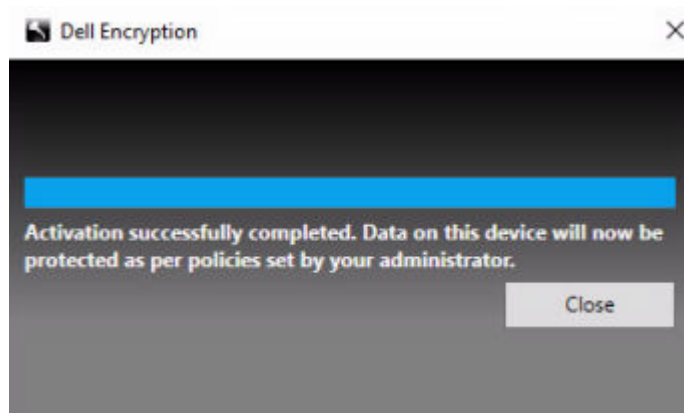 Dell Encryption
Activation successfully completed. Data on this device will now be
protected as per policies set by your administrator.
Close